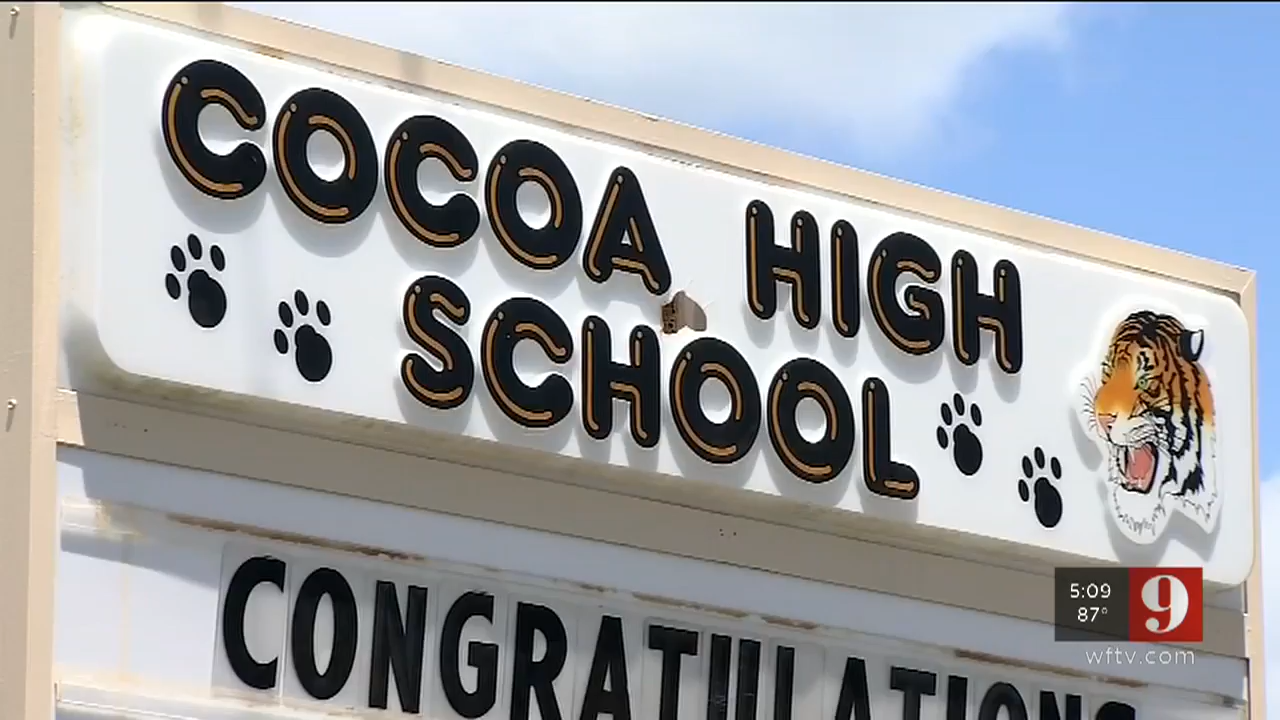 COCOA HIGH
SCHOOL
CONGRATULATIONS
5:09
87°
9
wftv.com